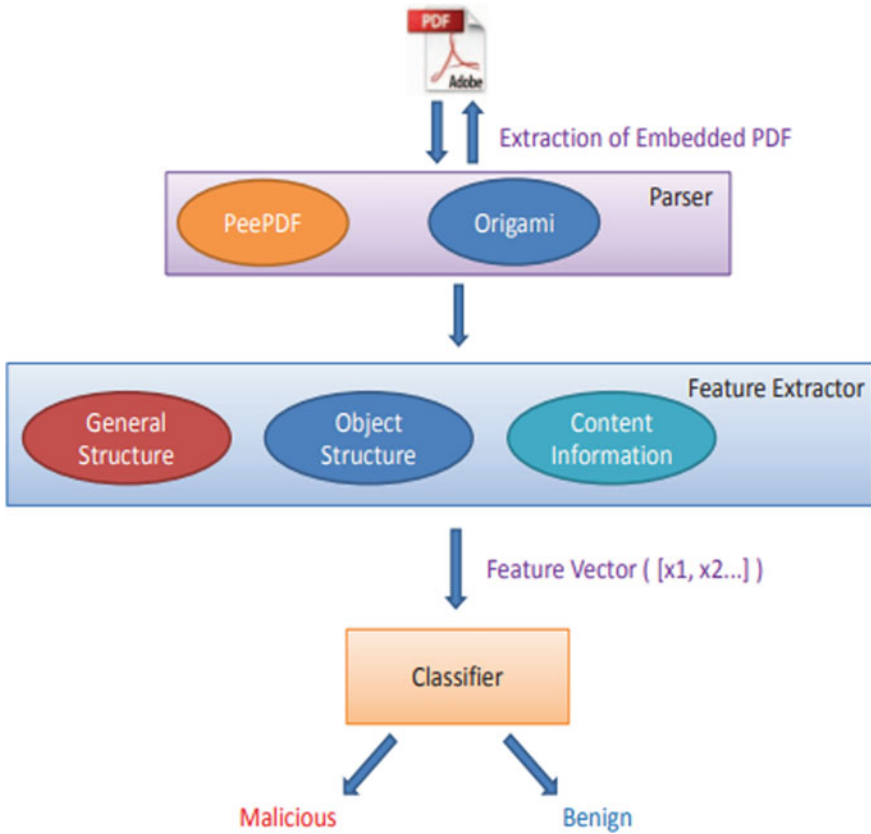 PDF
Adobe
Extraction of Embedded PDF
Parser
PeePDF
Origami
Feature Extractor
General
Structure
Object
Structure
Content
Information
Feature Vector ( [x1, x2...] )
Classifier
Malicious
Benign